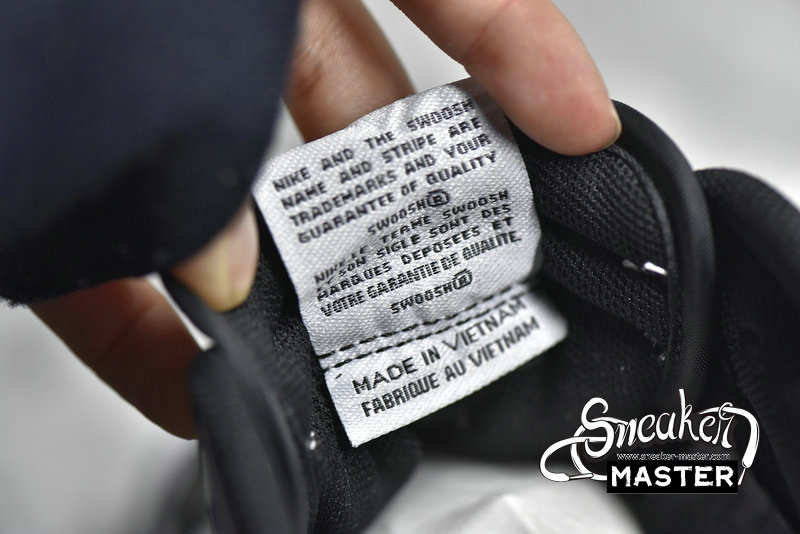 NIKE AND THE SWOOSH
NAME AND STRIPE ARE
TRADEMARKS AND YOUR
GUARANTEE OF QUALITY
SWOOSH®
NIKE.LE TERME SWOOSH
ET SON SIGLE SONT DES
MARQUES DEPOSEES ET
VOTRE GARANTIE DE QUALITE.
SWOOSH®
MADE IN VIETNAM
FABRIQUE AU VIETNAM
Sneaker
www.sneaker-master.com
MASTER